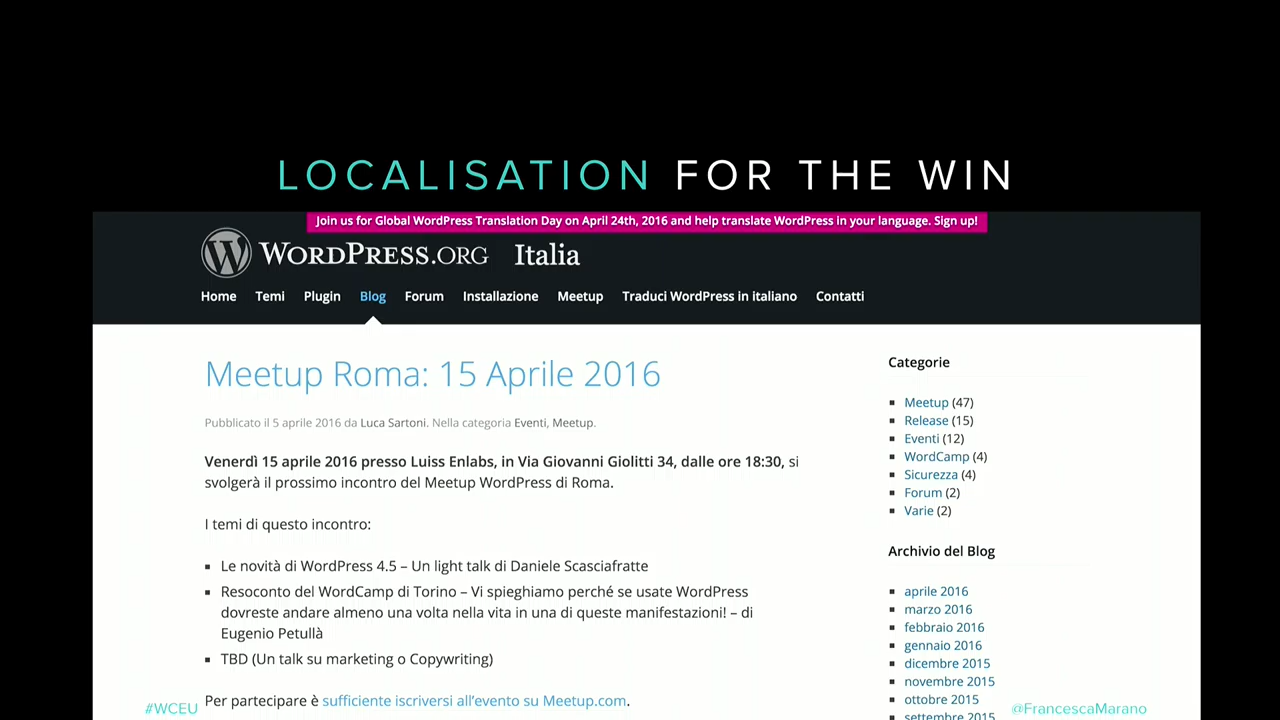 LOCALISATION FOR THE WIN
Join us for Global WordPress Translation Day on April 24th, 2016 and help translate WordPress in your language. Sign up!
WORDPRESS.ORG Italia
Home Temi Plugin Blog Forum Installazione Meetup Traduci WordPress in italiano Contatti
Meetup Roma: 15 Aprile 2016
Pubblicato il 5 aprile 2016 da Luca Sartoni. Nella categoria Eventi, Meetup.
Venerdì 15 aprile 2016 presso Luiss Enlabs, in Via Giovanni Giolitti 34, dalle ore 18:30, si
svolgerà il prossimo incontro del Meetup WordPress di Roma.
I temi di questo incontro:
Le novità di WordPress 4.5 – Un light talk di Daniele Scasciafratte
Resoconto del WordCamp di Torino – Vi spieghiamo perché se usate WordPress
dovreste andare almeno una volta nella vita in una di queste manifestazioni! – di
Eugenio Petullà
TBD (Un talk su marketing o Copywriting)
Per partecipare è sufficiente iscriversi all'evento su Meetup.com.
Categorie
Meetup (47)
Release (15)
Eventi (12)
WordCamp (4)
Sicurezza (4)
Forum (2)
Varie (2)
Archivio del Blog
aprile 2016
marzo 2016
febbraio 2016
gennaio 2016
dicembre 2015
novembre 2015
ottobre 2015
settembre 2015
#WCEU
@FrancescaMarano